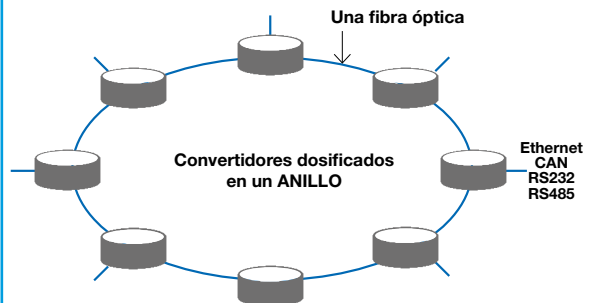 Una fibra óptica
Convertidores dosificados
en un ANILLO
Ethernet
CAN
RS232
RS485